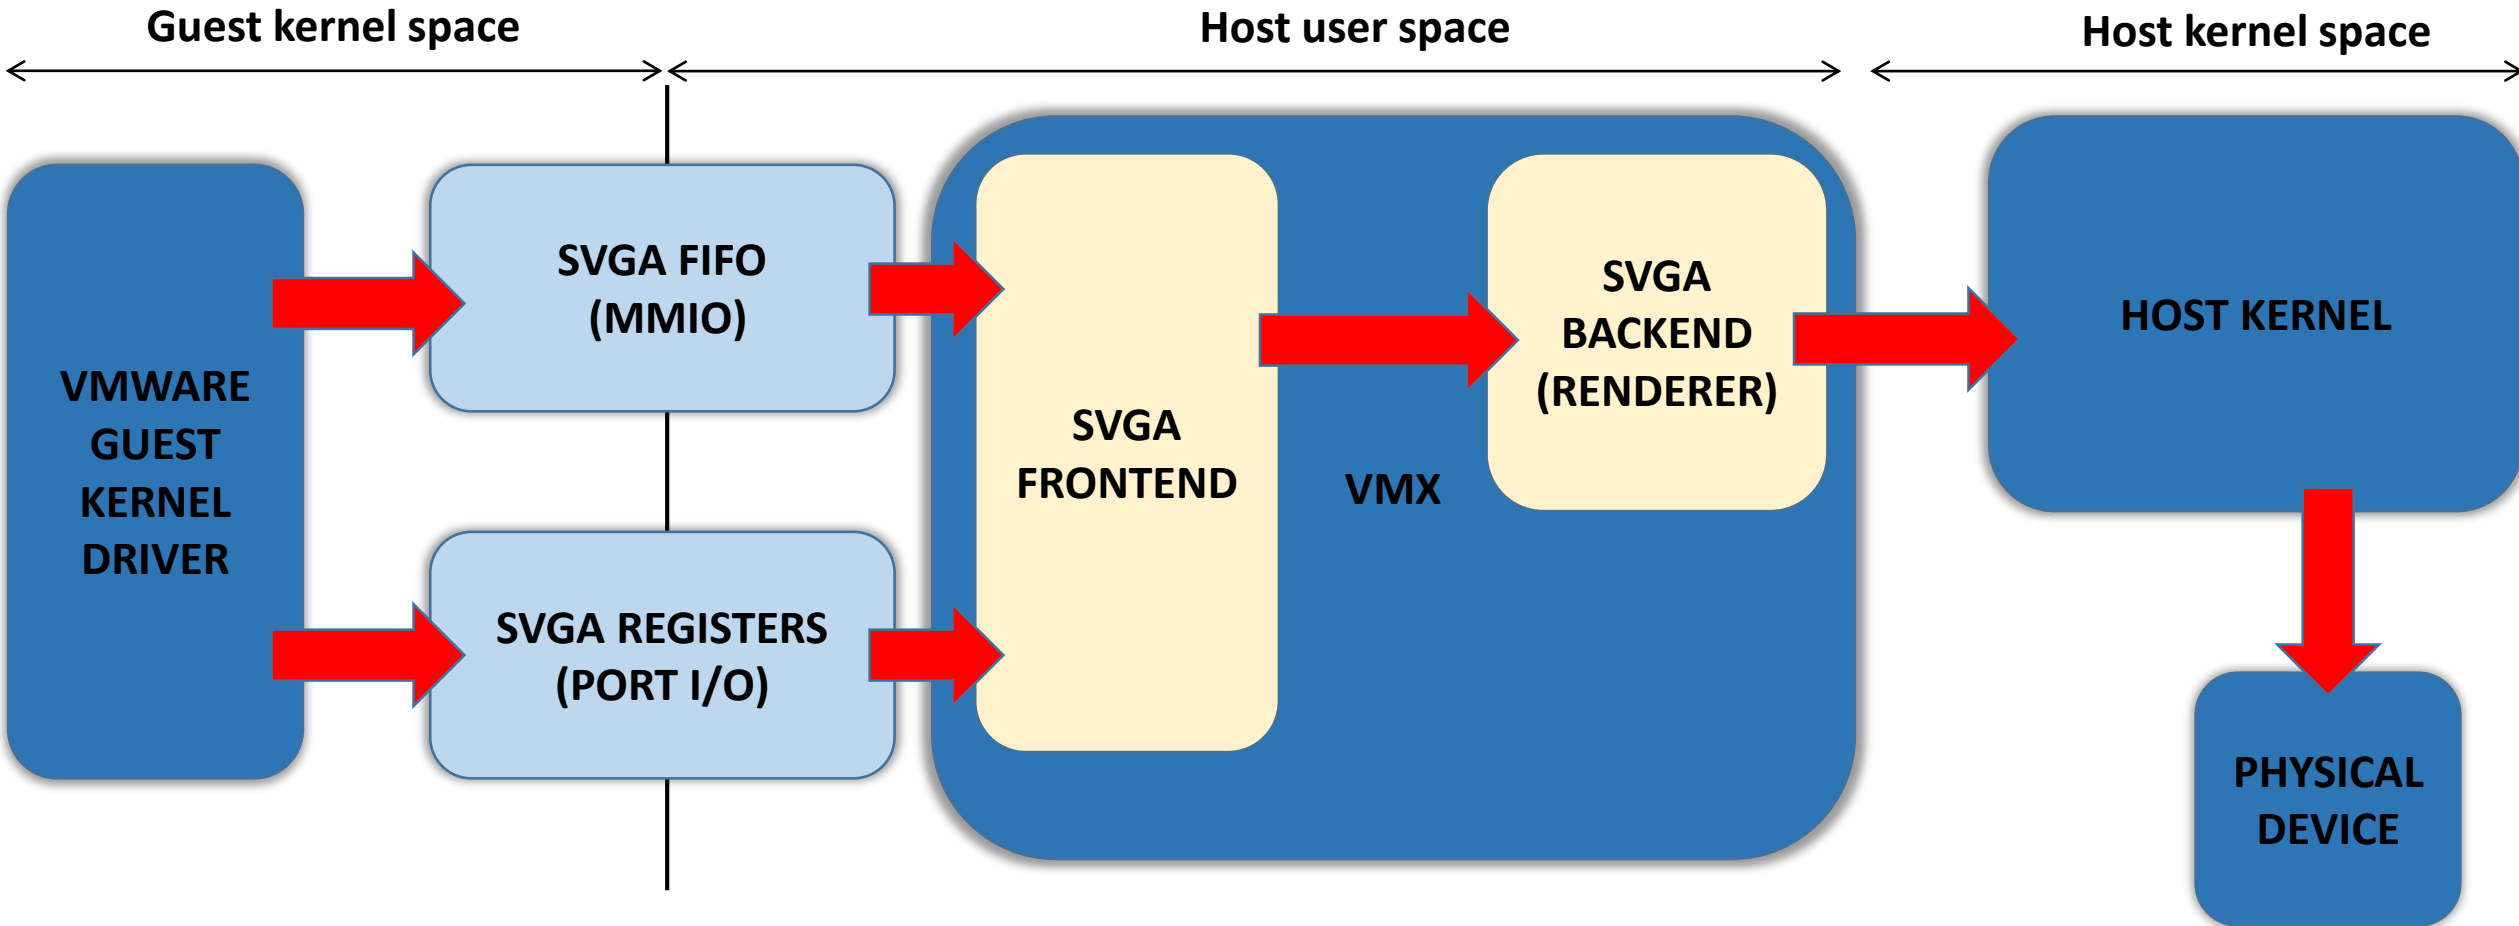 Guest kernel space
Host user space
Host kernel space
VMWARE
GUEST
KERNEL
DRIVER
SVGA FIFO
(MMIO)
SVGA REGISTERS
(PORT I/O)
SVGA
FRONTEND
VMX
SVGA
BACKEND
(RENDERER)
HOST KERNEL
PHYSICAL
DEVICE